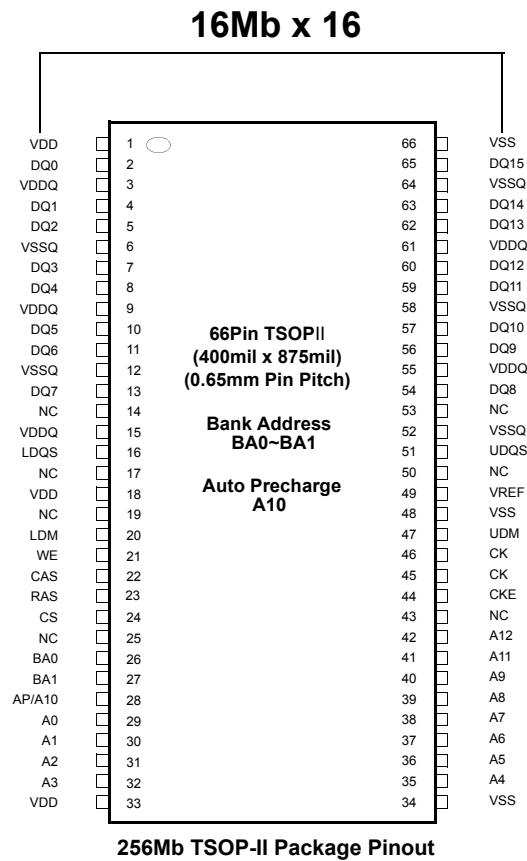 16Mb x 16
VDD 1 66 VSS
DQ0 2 65 DQ15
VDDQ 3 64 VSSQ
DQ1 4 63 DQ14
DQ2 5 62 DQ13
VSSQ 6 61 VDDQ
DQ3 7 60 DQ12
DQ4 8 59 DQ11
VDDQ 9 58 VSSQ
DQ5 10 57 DQ10
DQ6 11 56 DQ9
VSSQ 12 55 VDDQ
DQ7 13 54 DQ8
NC 14 53 NC
VDDQ 15 52 VSSQ
LDQS 16 51 UDQS
NC 17 50 NC
VDD 18 49 VREF
NC 19 48 VSS
LDM 20 47 UDM
WE 21 46 CK
CAS 22 45 CK
RAS 23 44 CKE
CS 24 43 NC
NC 25 42 A12
BA0 26 41 A11
BA1 27 40 A9
AP/A10 28 39 A8
A0 29 38 A7
A1 30 37 A6
A2 31 36 A5
A3 32 35 A4
VDD 33 34 VSS
66Pin TSOPII
(400mil x 875mil)
(0.65mm Pin Pitch)
Bank Address
BA0~BA1
Auto Precharge
A10
256Mb TSOP-II Package Pinout